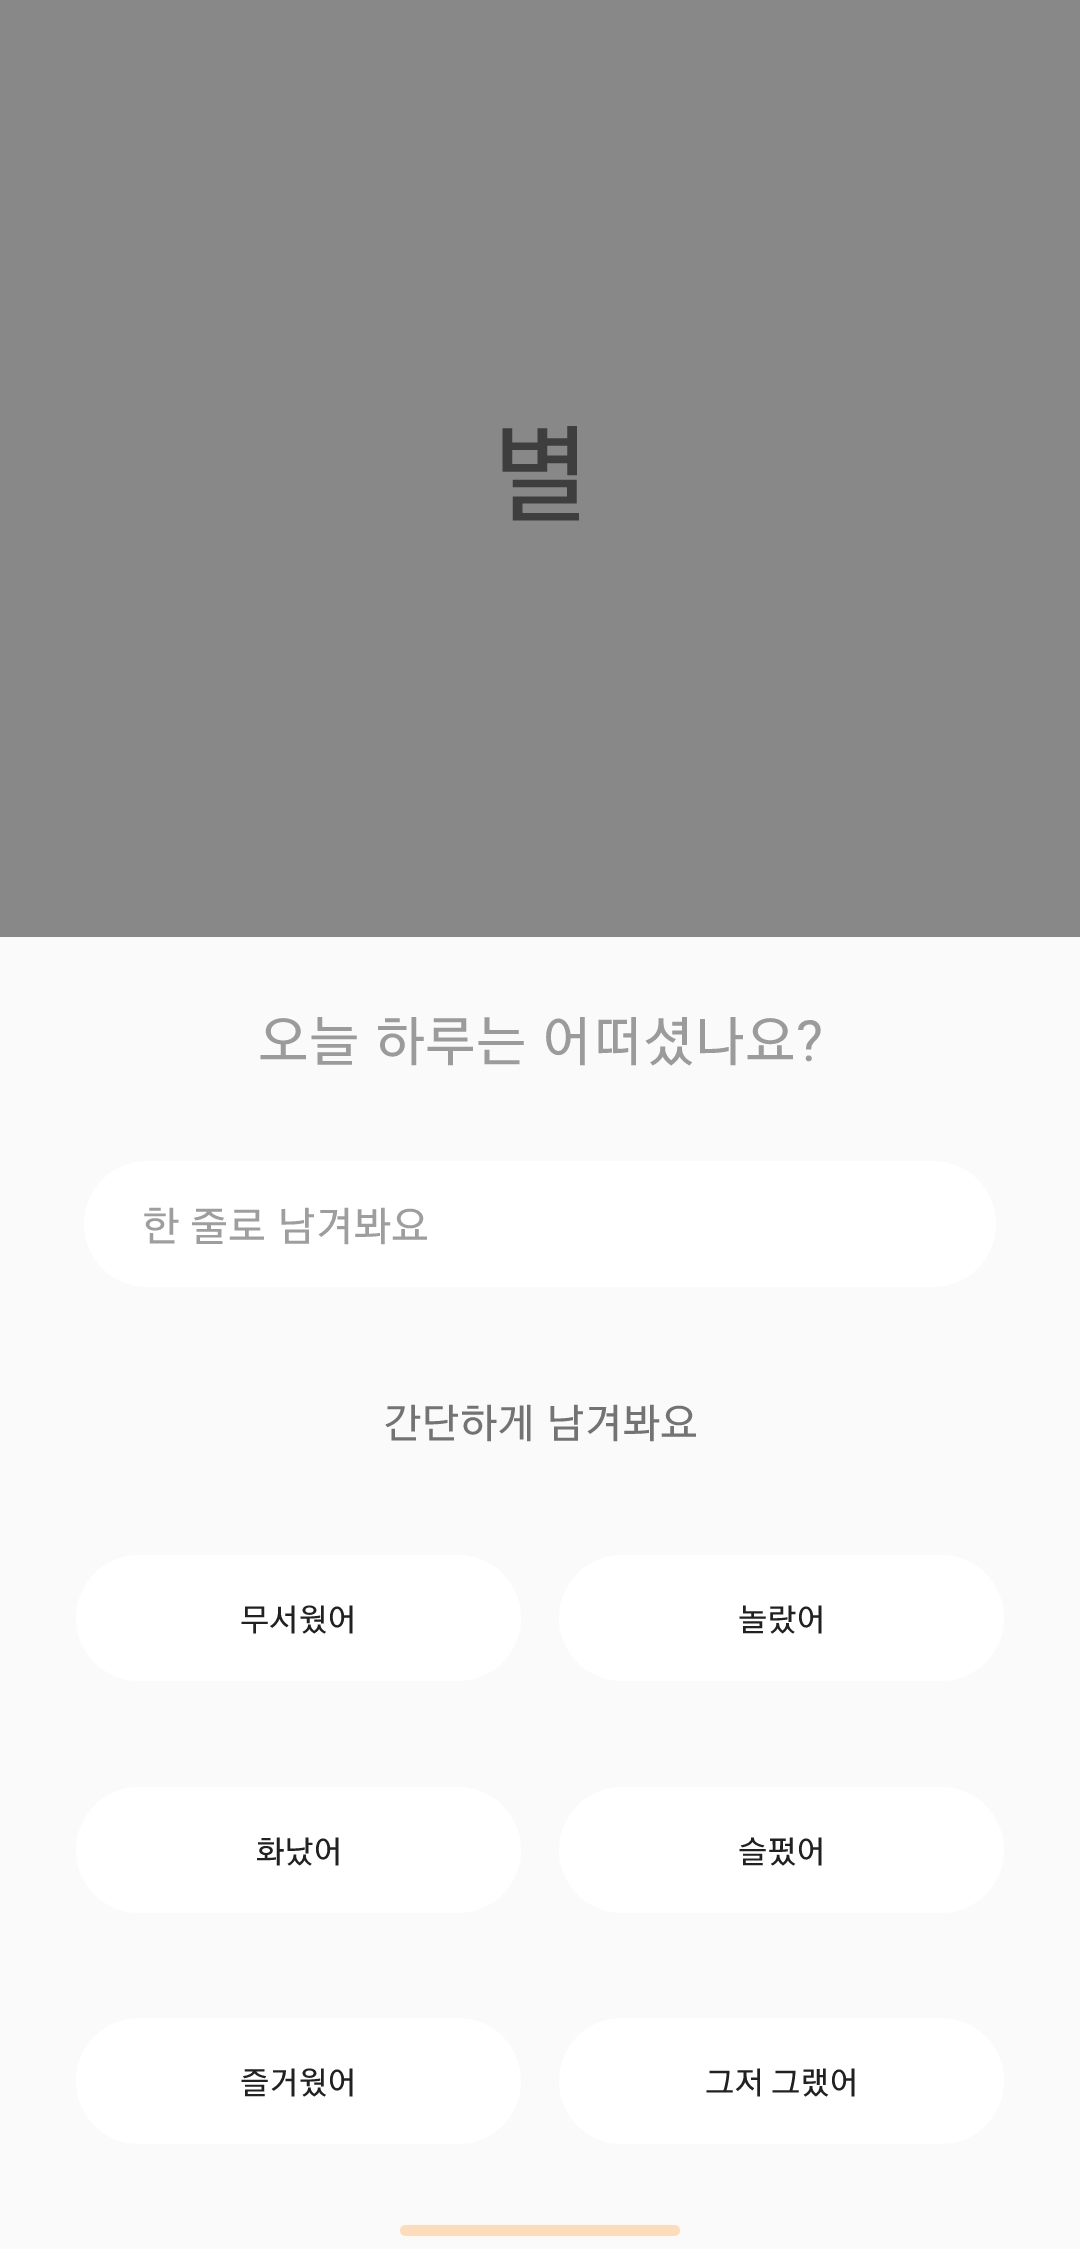 별
오늘 하루는 어떠셨나요?
한 줄로 남겨봐요
간단하게 남겨봐요
무서웠어
놀랐어
화났어
슬펐어
즐거웠어
그저 그랬어